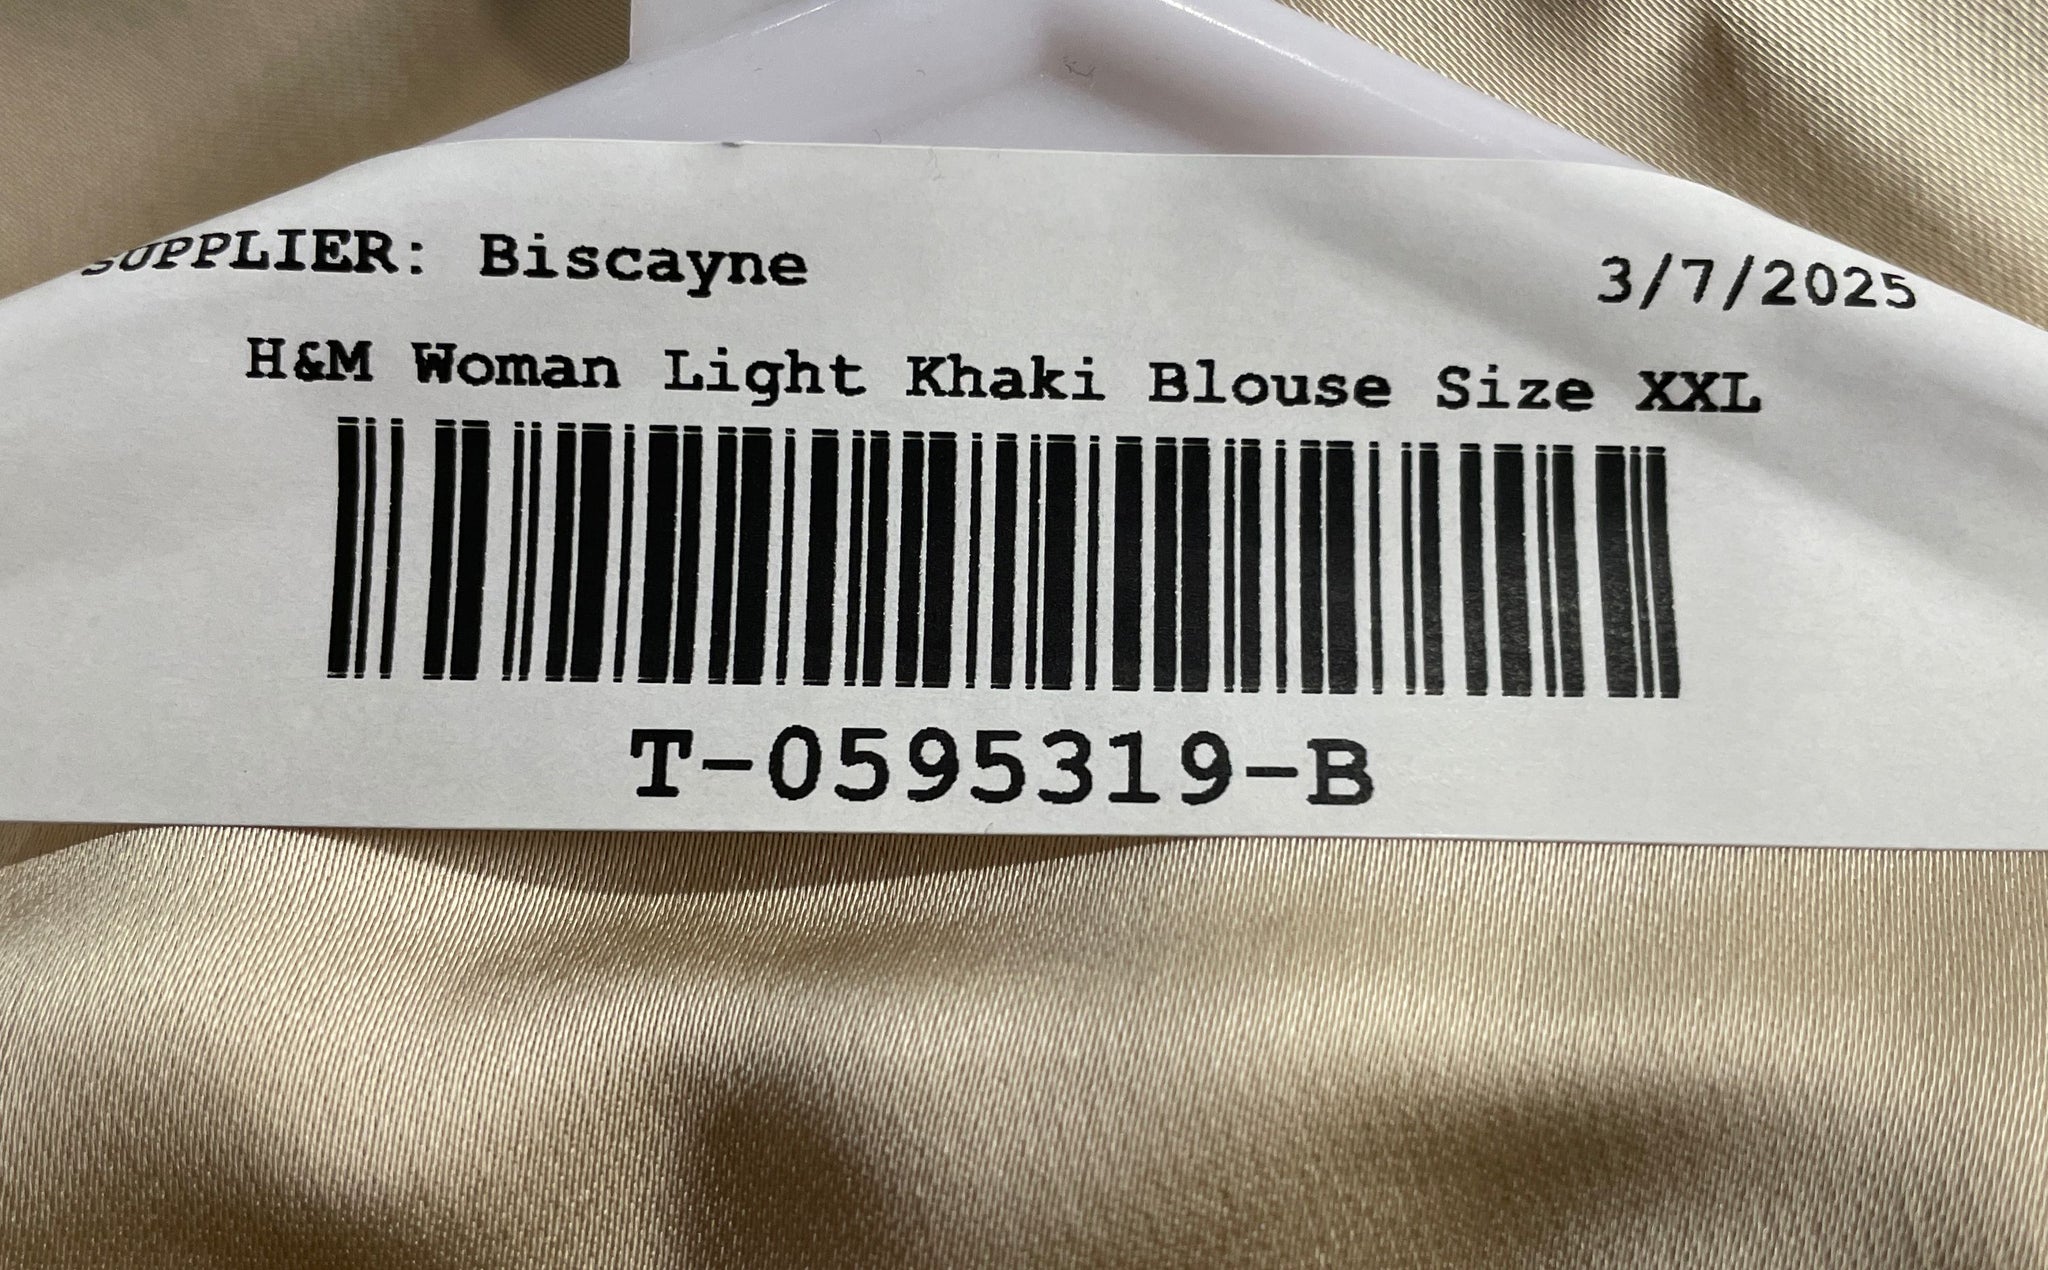 SUPPLIER: Biscayne 3/7/2025
H&M Woman Light Khaki Blouse Size XXL
T-0595319-B